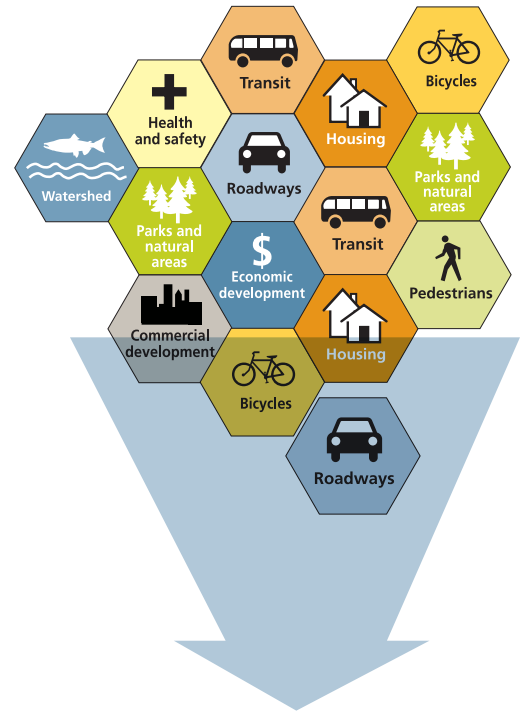 Transit
Bicycles
Health
and safety
Housing
Watershed
Roadways
Parks and
natural
areas
Parks and
natural
areas
Transit
$
Economic
development
Pedestrians
Commercial
development
Housing
Bicycles
Roadways